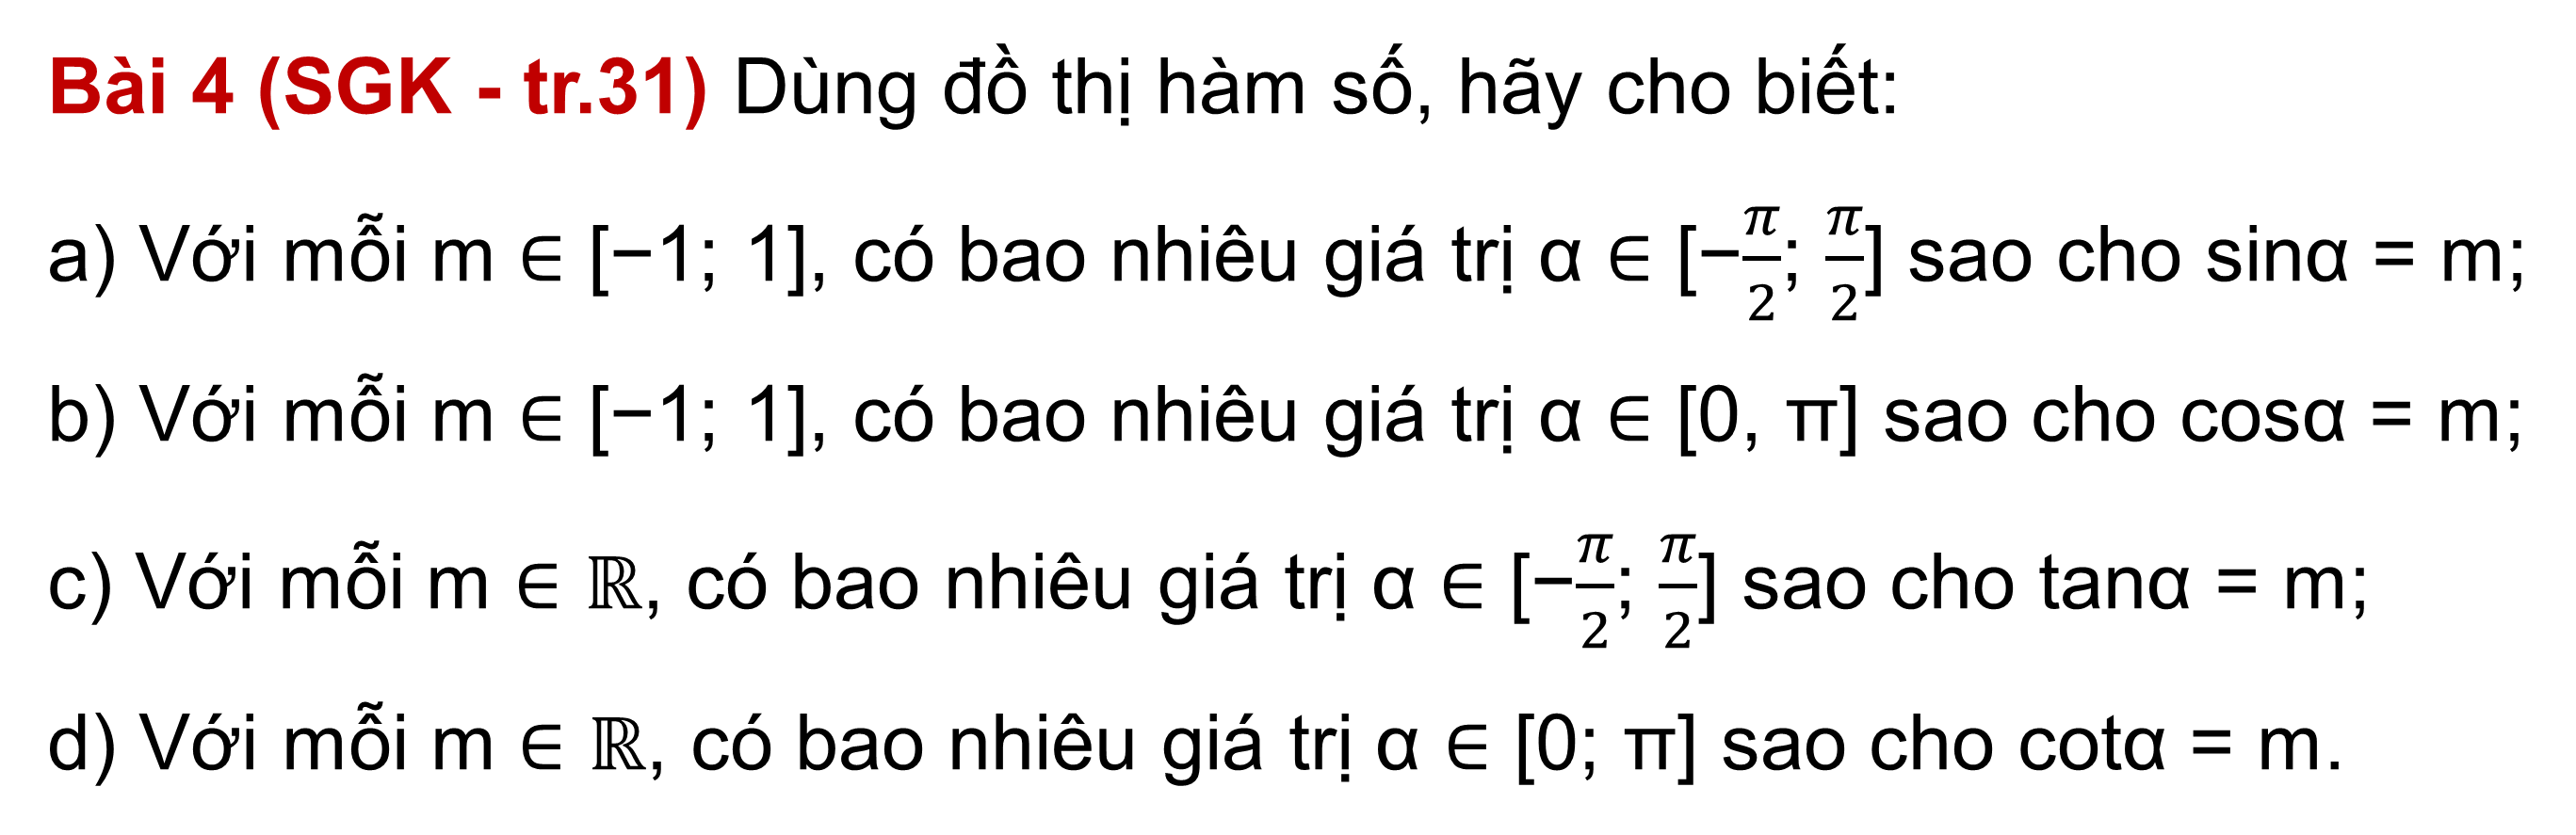 Bài 4 (SGK - tr.31) Dùng đồ thị hàm số, hãy cho biết:
a) Với mỗi m ∈ [−1; 1], có bao nhiêu giá trị α ∈ [−π/2; π/2] sao cho sinα = m;
b) Với mỗi m ∈ [−1; 1], có bao nhiêu giá trị α ∈ [0, π] sao cho cosα = m;
c) Với mỗi m ∈ ℝ, có bao nhiêu giá trị α ∈ [−π/2; π/2] sao cho tanα = m;
d) Với mỗi m ∈ ℝ, có bao nhiêu giá trị α ∈ [0; π] sao cho cotα = m.